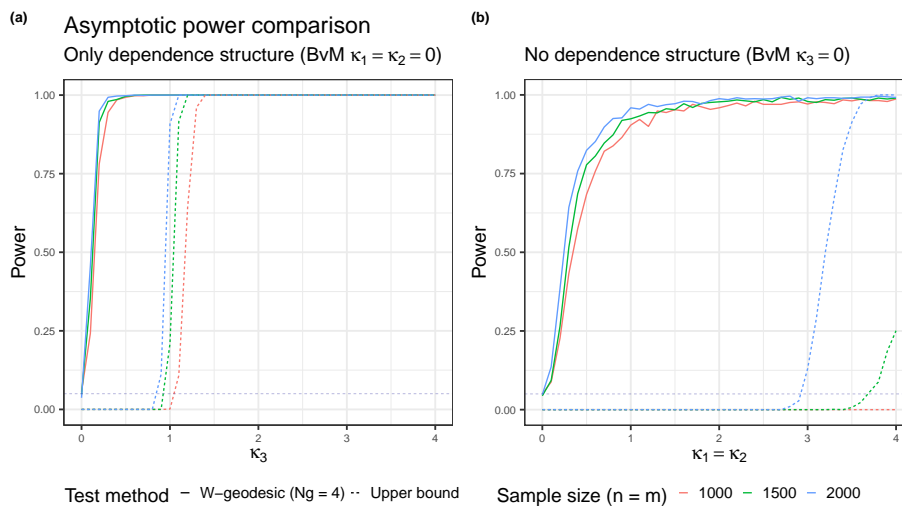 (a)
Asymptotic power comparison
Only dependence structure (BvM κ1 = κ2 = 0)
1.00
0.75
0.50
0.25
0.00
Power
0 1 2 3 4
κ3
(b)
No dependence structure (BvM κ3 = 0)
1.00
0.75
0.50
0.25
0.00
Power
0 1 2 3 4
κ1 = κ2
Test method W-geodesic (Ng = 4) Upper bound
Sample size (n = m) 1000 1500 2000